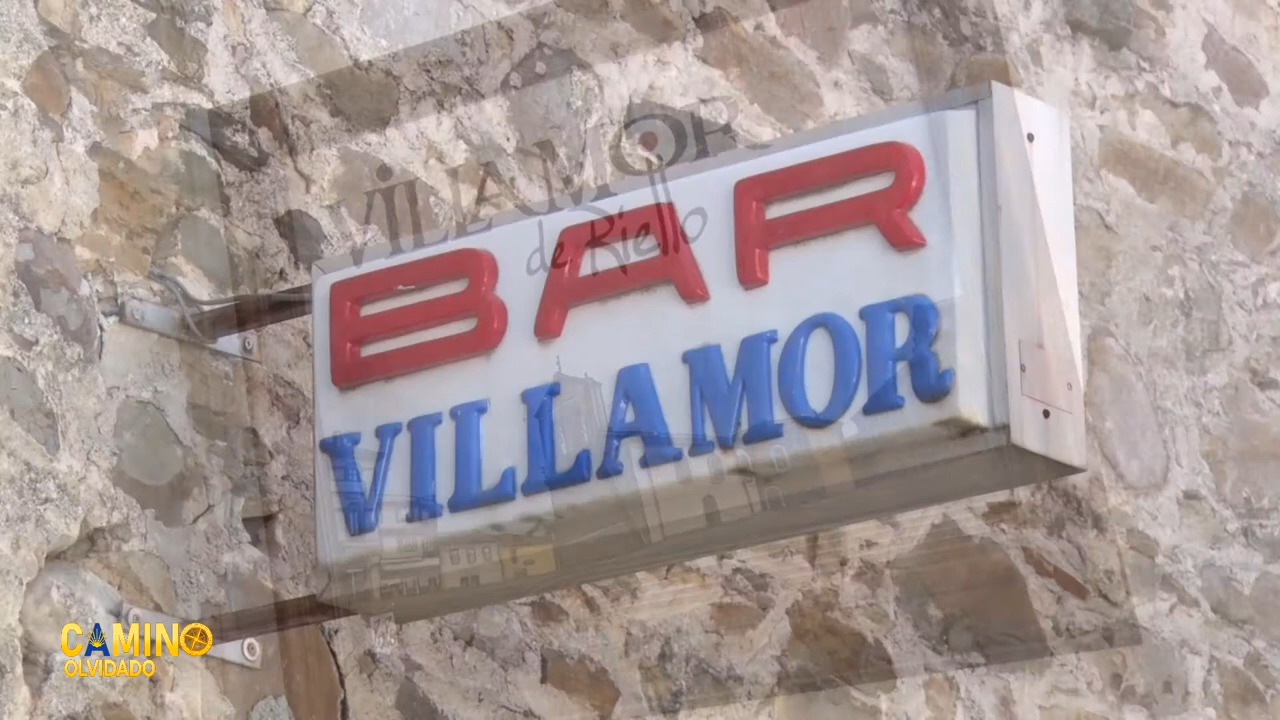 VILLAMOR
de Riello
BAR
VILLAMOR
CAMINO
OLVIDADO